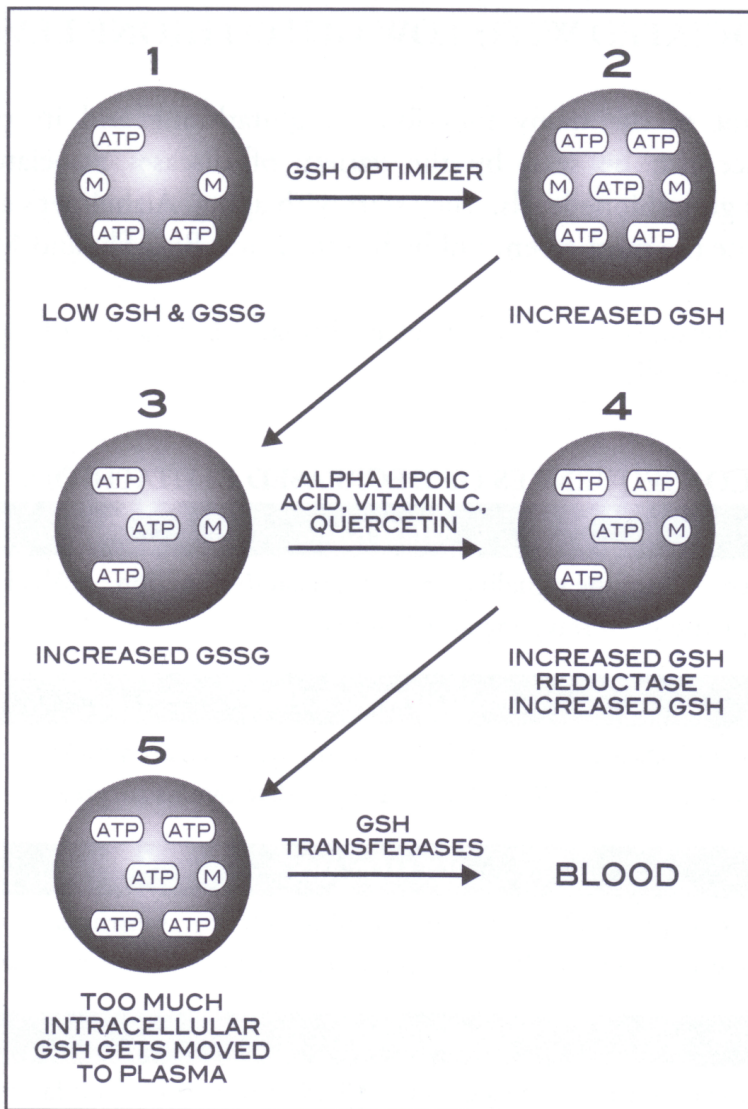 1
2
ATP
M
M
ATP
ATP
LOW GSH & GSSG
GSH OPTIMIZER
ATP
ATP
M
ATP
M
ATP
ATP
INCREASED GSH
3
4
ATP
ATP
M
ATP
INCREASED GSSG
ALPHA LIPOIC
ACID, VITAMIN C,
QUERCETIN
ATP
ATP
ATP
M
ATP
INCREASED GSH
REDUCTASE
INCREASED GSH
5
ATP
ATP
ATP
M
ATP
ATP
TOO MUCH
INTRACELLULAR
GSH GETS MOVED
TO PLASMA
GSH
TRANSFERASES
BLOOD